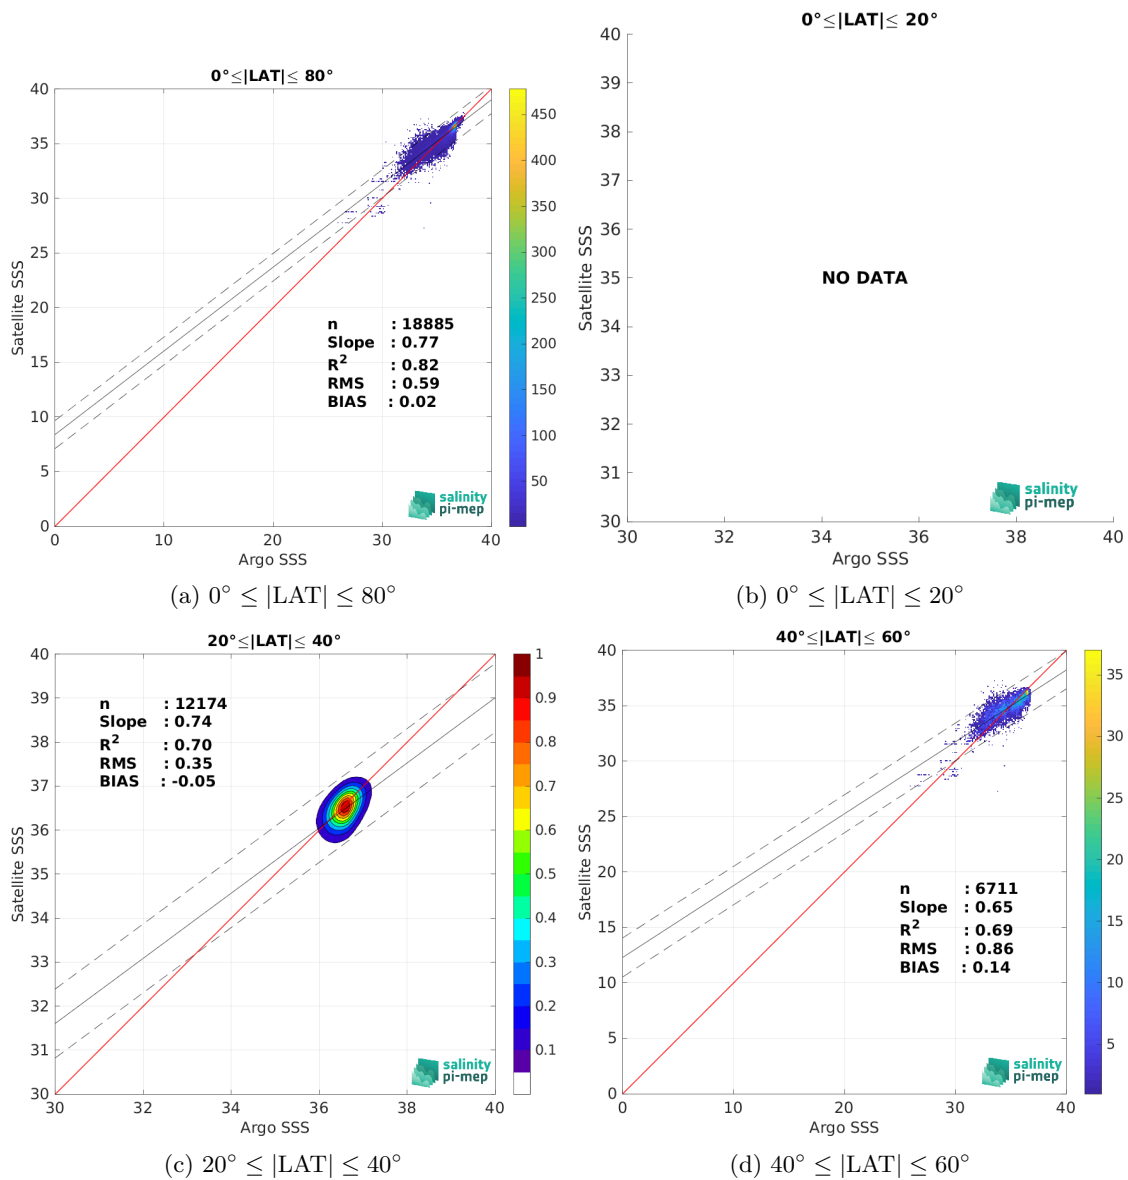 0°≤|LAT|≤ 80°
40
35
30
25
20
15
10
5
0
0
10
20
30
40
Satellite SSS
Argo SSS
n : 18885
Slope : 0.77
R² : 0.82
RMS : 0.59
BIAS : 0.02
salinity
pi-mep
450
400
350
300
250
200
150
100
50
(a) 0° ≤ |LAT| ≤ 80°
0°≤|LAT|≤ 20°
40
39
38
37
36
35
34
33
32
31
30
30
32
34
36
38
40
Satellite SSS
Argo SSS
NO DATA
salinity
pi-mep
(b) 0° ≤ |LAT| ≤ 20°
20°≤|LAT|≤ 40°
40
39
38
37
36
35
34
33
32
31
30
30
32
34
36
38
40
Satellite SSS
Argo SSS
n : 12174
Slope : 0.74
R² : 0.70
RMS : 0.35
BIAS : -0.05
salinity
pi-mep
1
0.9
0.8
0.7
0.6
0.5
0.4
0.3
0.2
0.1
(c) 20° ≤ |LAT| ≤ 40°
40°≤|LAT|≤ 60°
40
35
30
25
20
15
10
5
0
0
10
20
30
40
Satellite SSS
Argo SSS
n : 6711
Slope : 0.65
R² : 0.69
RMS : 0.86
BIAS : 0.14
salinity
pi-mep
35
30
25
20
15
10
5
(d) 40° ≤ |LAT| ≤ 60°